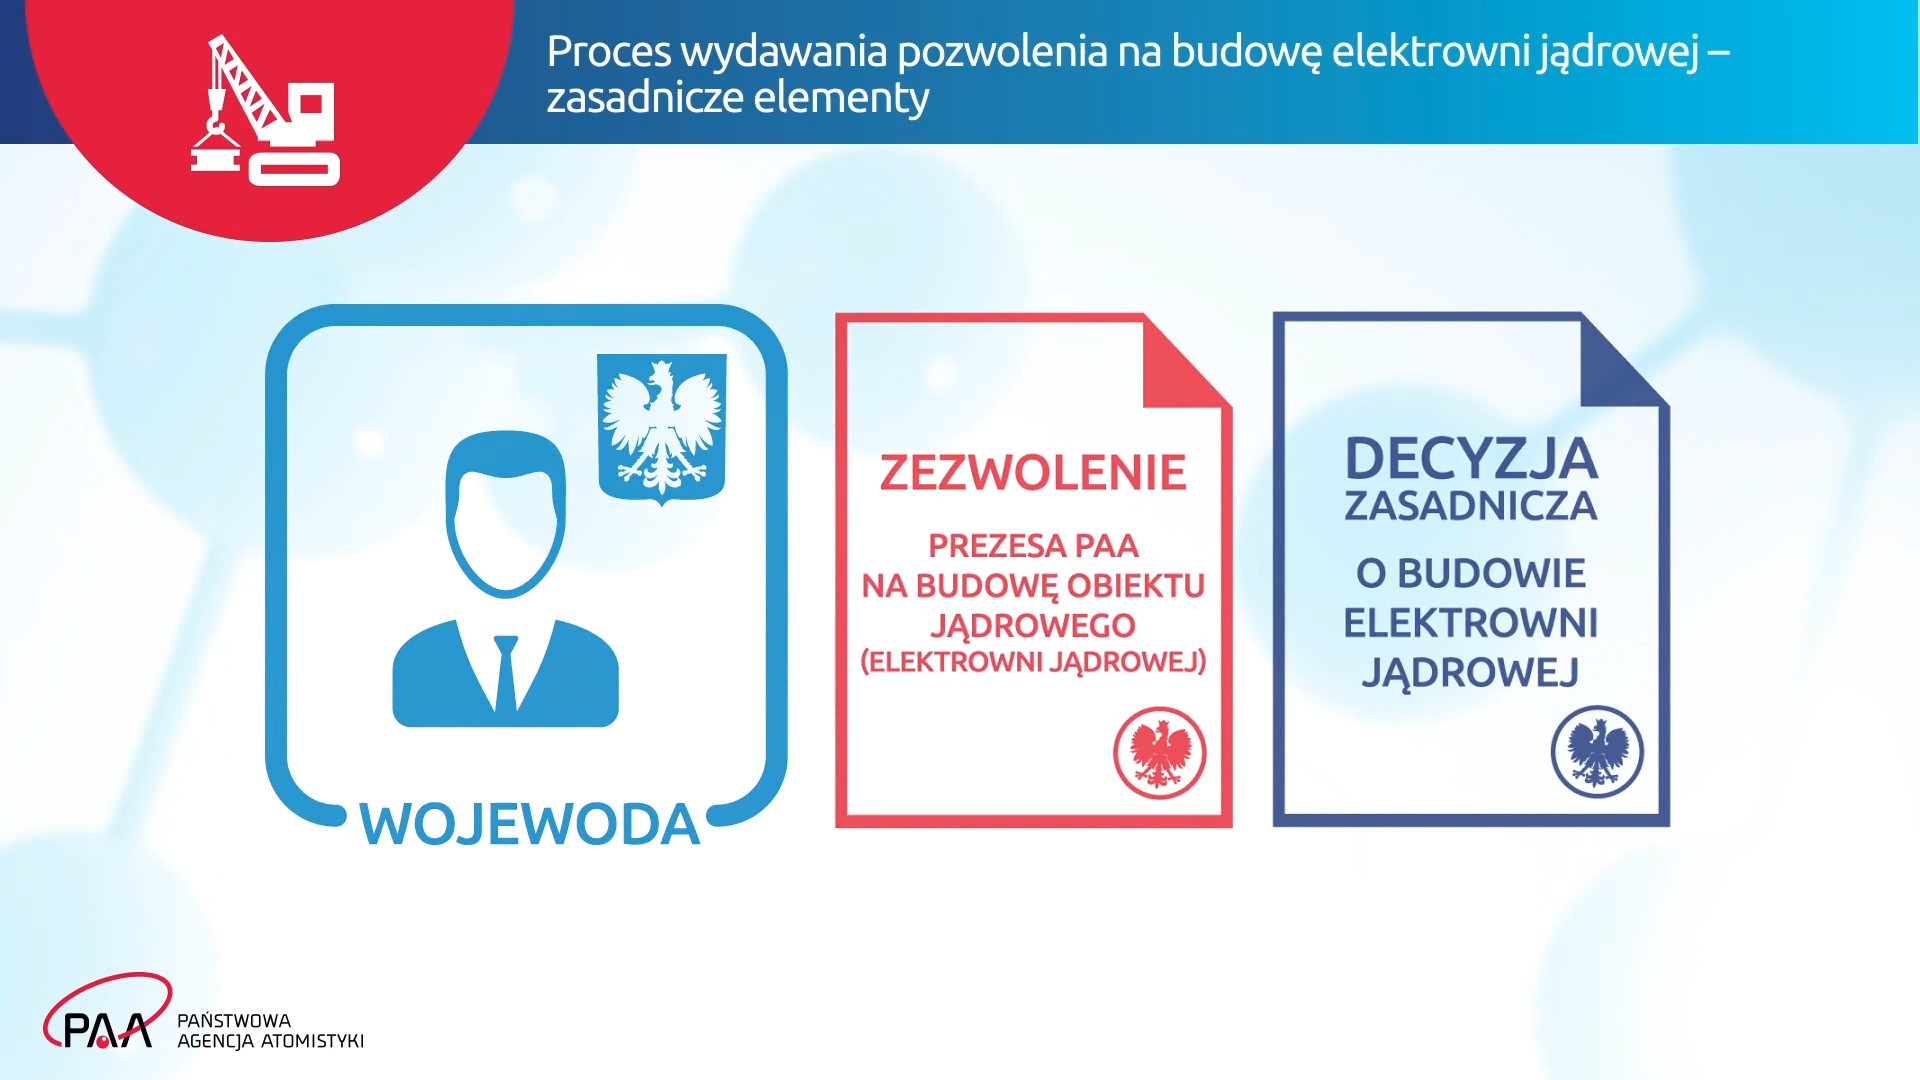 Proces wydawania pozwolenia na budowę elektrowni jądrowej –
zasadnicze elementy
WOJEWODA
ZEZWOLENIE
PREZESA PAA
NA BUDOWĘ OBIEKTU
JĄDROWEGO
(ELEKTROWNI JĄDROWEJ)
DECYZJA
ZASADNICZA
O BUDOWIE
ELEKTROWNI
JĄDROWEJ
PAA
PAŃSTWOWA
AGENCJA ATOMISTYKI